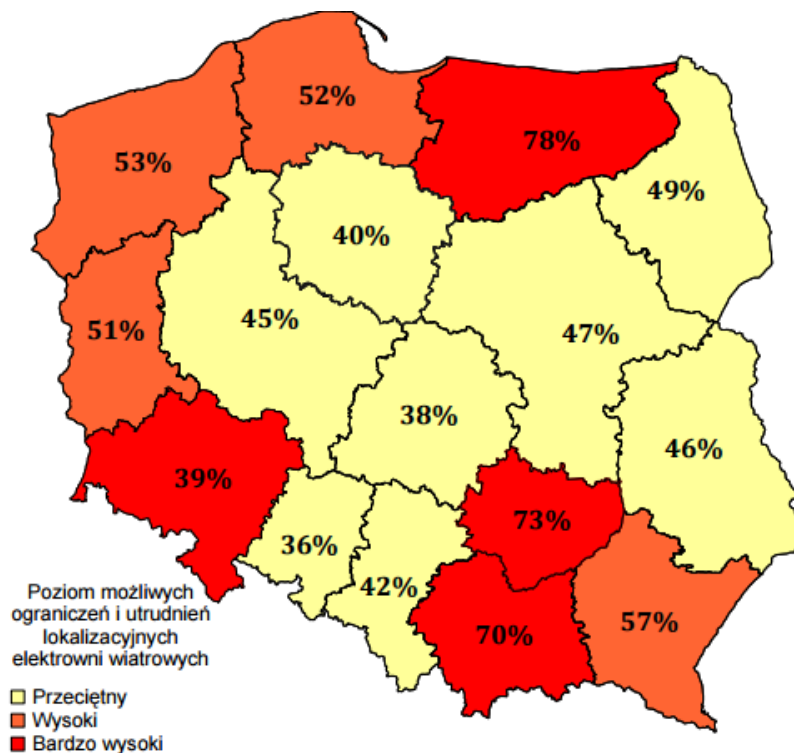 52%
78%
53%
49%
40%
45%
51%
47%
38%
46%
39%
73%
36%
42%
57%
70%
Poziom możliwych
ograniczeń i utrudnień
lokalizacyjnych
elektrowni wiatrowych
Przeciętny
Wysoki
Bardzo wysoki